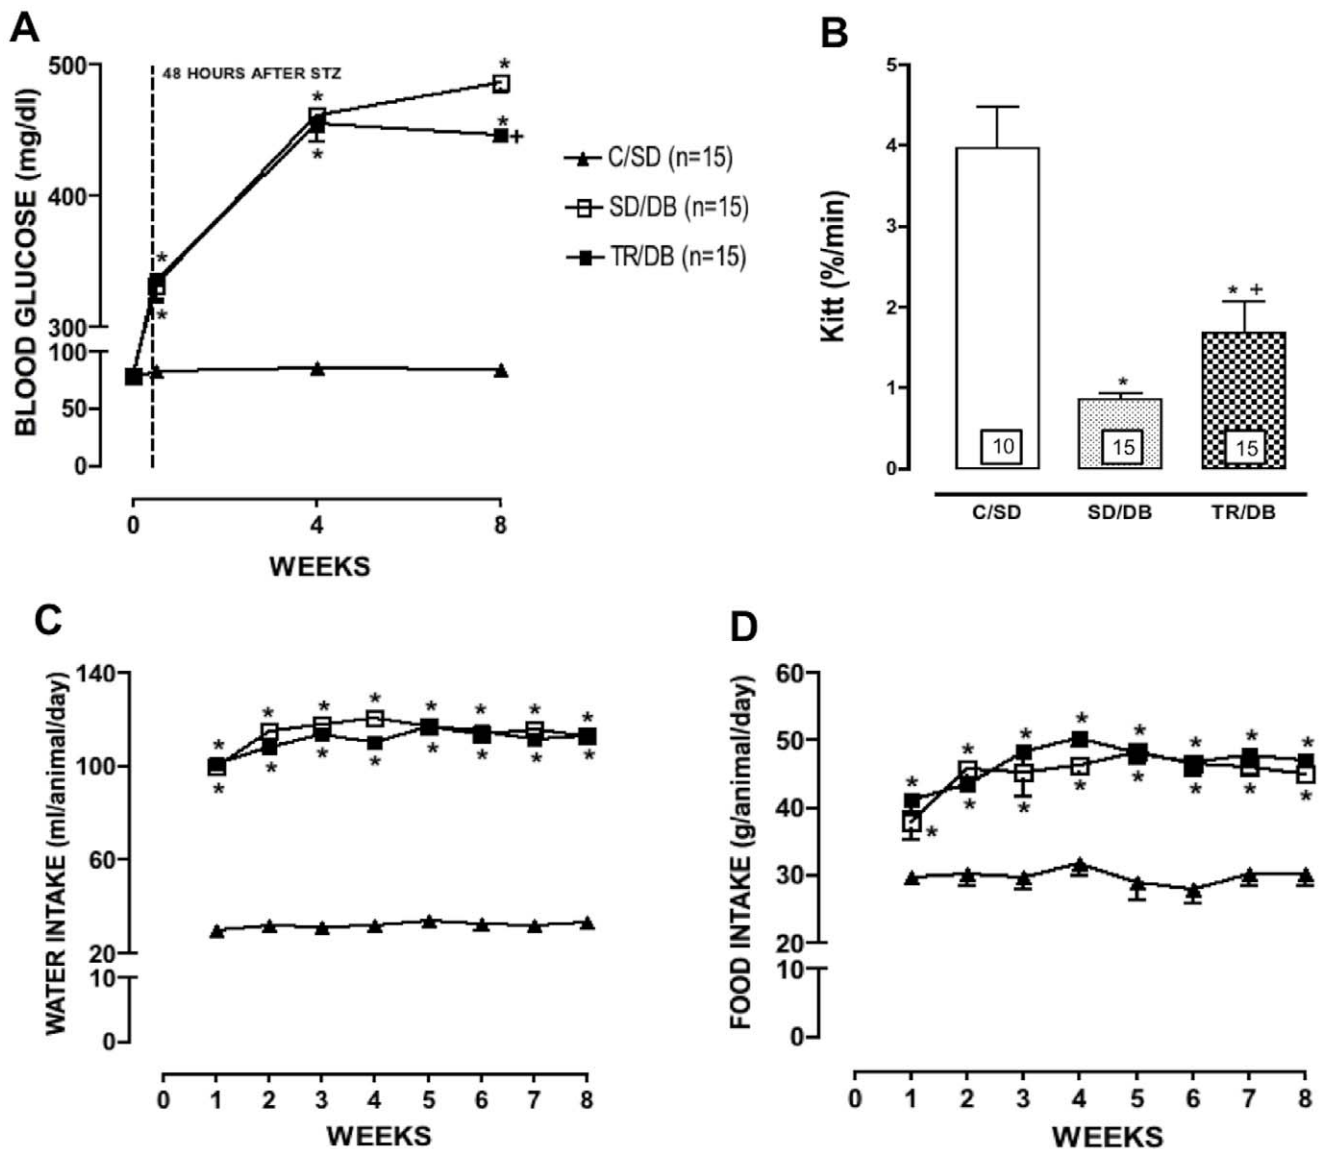 A
BLOOD GLUCOSE (mg/dl)
500
400
300
100
50
0
48 HOURS AFTER STZ
*
*
*
*
*
*
+
C/SD (n=15)
SD/DB (n=15)
TR/DB (n=15)
0 4 8
WEEKS
B
Kitt (%/min)
5
4
3
2
1
0
*
* +
10 15 15
C/SD SD/DB TR/DB
C
WATER INTAKE (ml/animal/day)
140
100
60
20
10
0
* * * * * * * *
* * * * * * * *
0 1 2 3 4 5 6 7 8
WEEKS
D
FOOD INTAKE (g/animal/day)
60
50
40
30
20
10
0
* * * * * * * *
* * * * * * * *
0 1 2 3 4 5 6 7 8
WEEKS